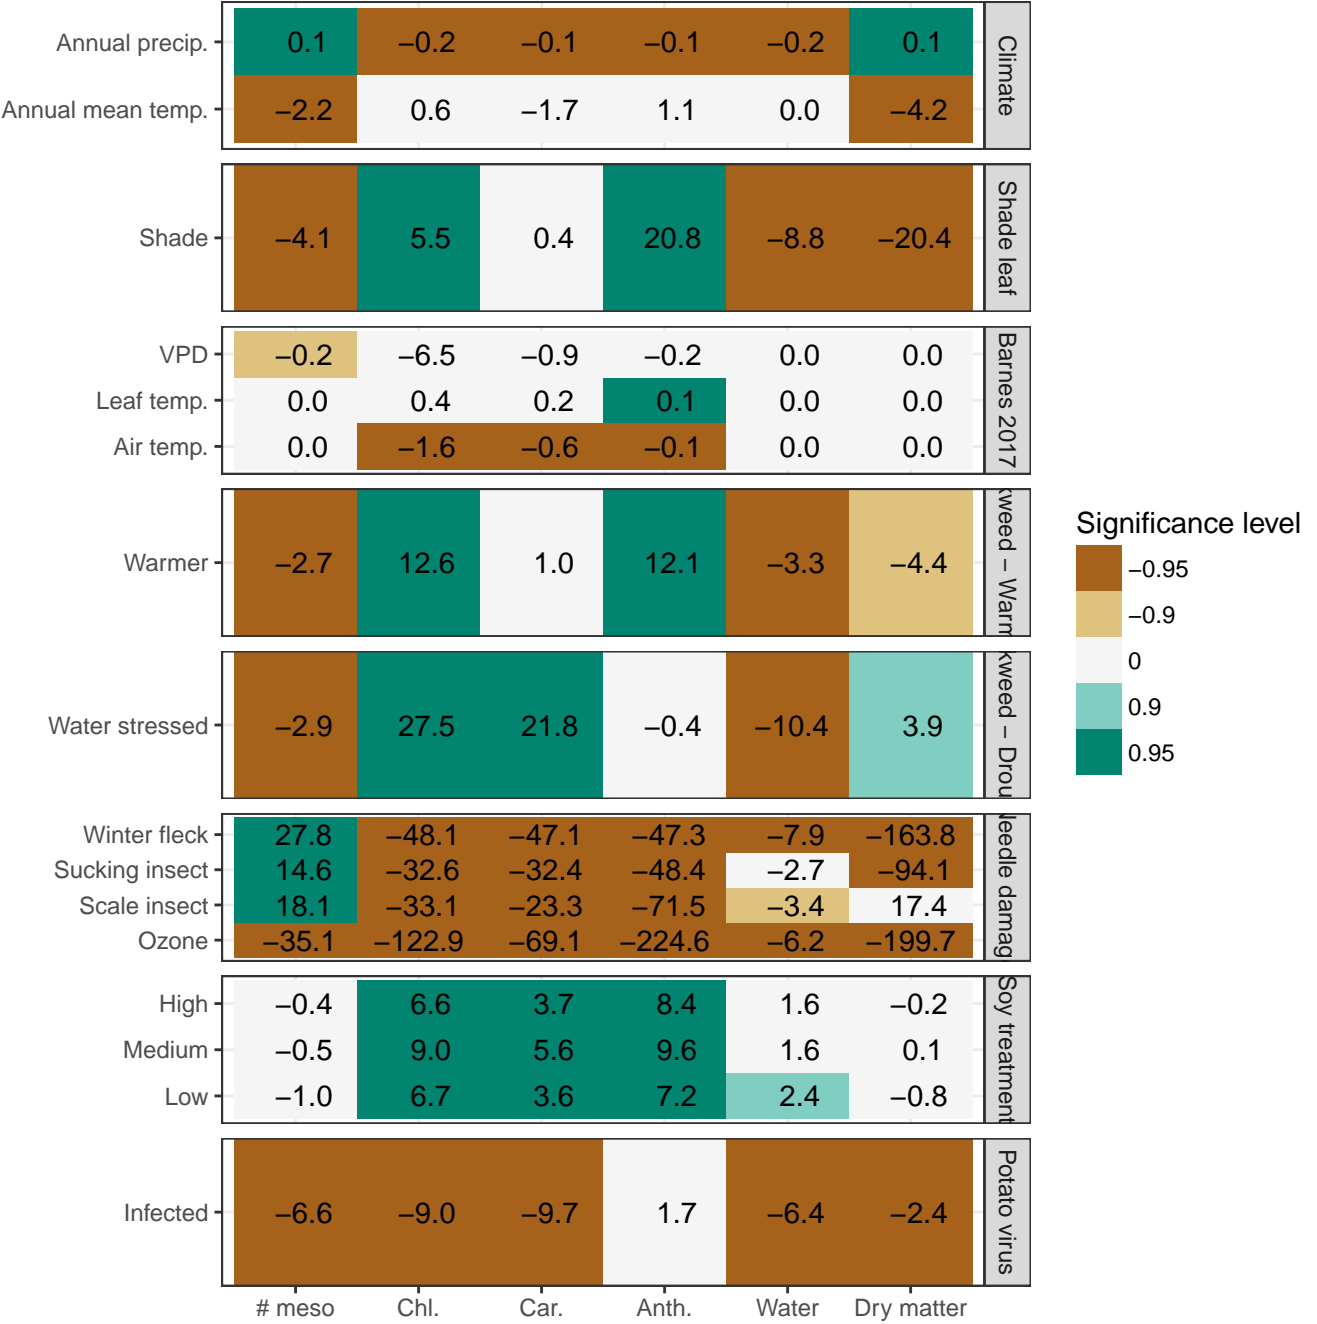 Annual precip. 0.1 −0.2 −0.1 −0.1 −0.2 0.1
Annual mean temp. −2.2 0.6 −1.7 1.1 0.0 −4.2
Climate
Shade −4.1 5.5 0.4 20.8 −8.8 −20.4
Shade leaf
VPD −0.2 −6.5 −0.9 −0.2 0.0 0.0
Leaf temp. 0.0 0.4 0.2 0.1 0.0 0.0
Air temp. 0.0 −1.6 −0.6 −0.1 0.0 0.0
Barnes 2017
Warmer −2.7 12.6 1.0 12.1 −3.3 −4.4
kweed − Warm
Water stressed −2.9 27.5 21.8 −0.4 −10.4 3.9
kweed − Drou
Winter fleck 27.8 −48.1 −47.1 −47.3 −7.9 −163.8
Sucking insect 14.6 −32.6 −32.4 −48.4 −2.7 −94.1
Scale insect 18.1 −33.1 −23.3 −71.5 −3.4 17.4
Ozone −35.1 −122.9 −69.1 −224.6 −6.2 −199.7
Needle damag
High −0.4 6.6 3.7 8.4 1.6 −0.2
Medium −0.5 9.0 5.6 9.6 1.6 0.1
Low −1.0 6.7 3.6 7.2 2.4 −0.8
Soy treatment
Infected −6.6 −9.0 −9.7 1.7 −6.4 −2.4
Potato virus
# meso Chl. Car. Anth. Water Dry matter
Significance level
−0.95
−0.9
0
0.9
0.95